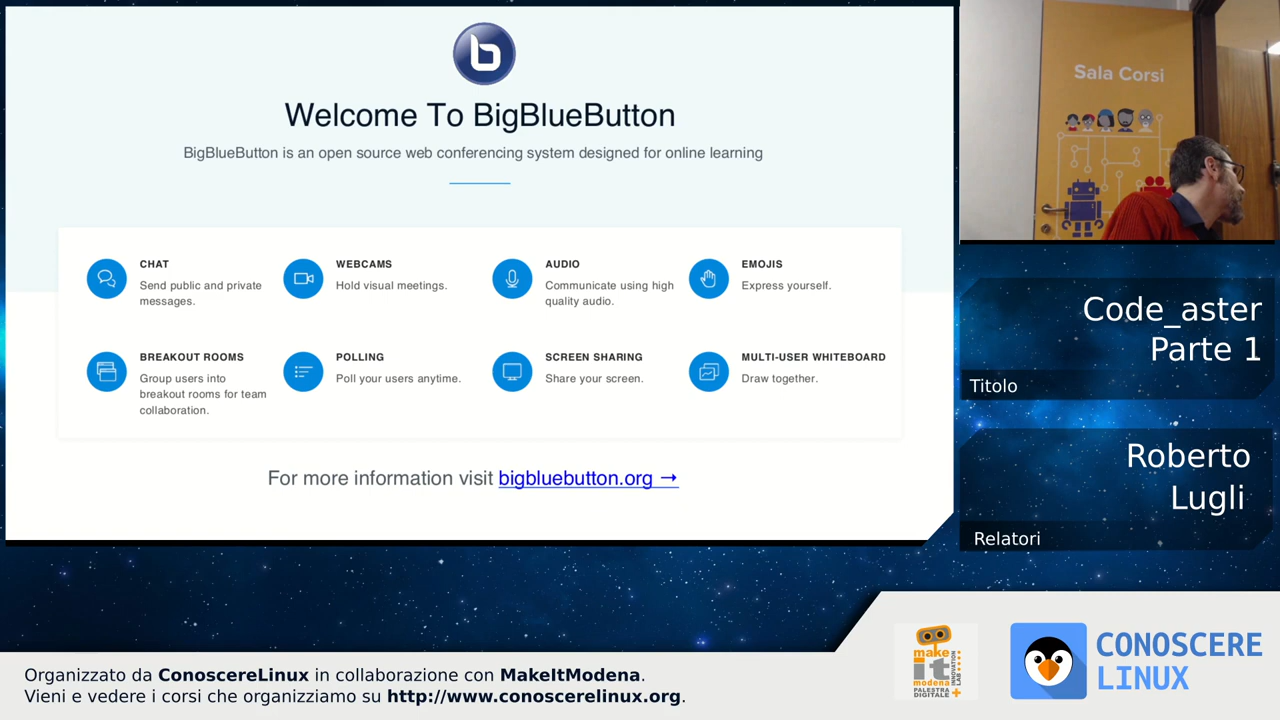 Welcome To BigBlueButton
BigBlueButton is an open source web conferencing system designed for online learning
CHAT
Send public and private
messages.
WEBCAMS
Hold visual meetings.
AUDIO
Communicate using high
quality audio.
EMOJIS
Express yourself.
BREAKOUT ROOMS
Group users into
breakout rooms for team
collaboration.
POLLING
Poll your users anytime.
SCREEN SHARING
Share your screen.
MULTI-USER WHITEBOARD
Draw together.
For more information visit bigbluebutton.org →
Sala Corsi
Code_aster
Parte 1
Titolo
Roberto
Lugli
Relatori
Organizzato da ConoscereLinux in collaborazione con MakeItModena.
Vieni e vedere i corsi che organizziamo su http://www.conoscerelinux.org.
make
it
modena
PALESTRA
DIGITALE
INNOVATION
LAB
CONOSCERE
LINUX